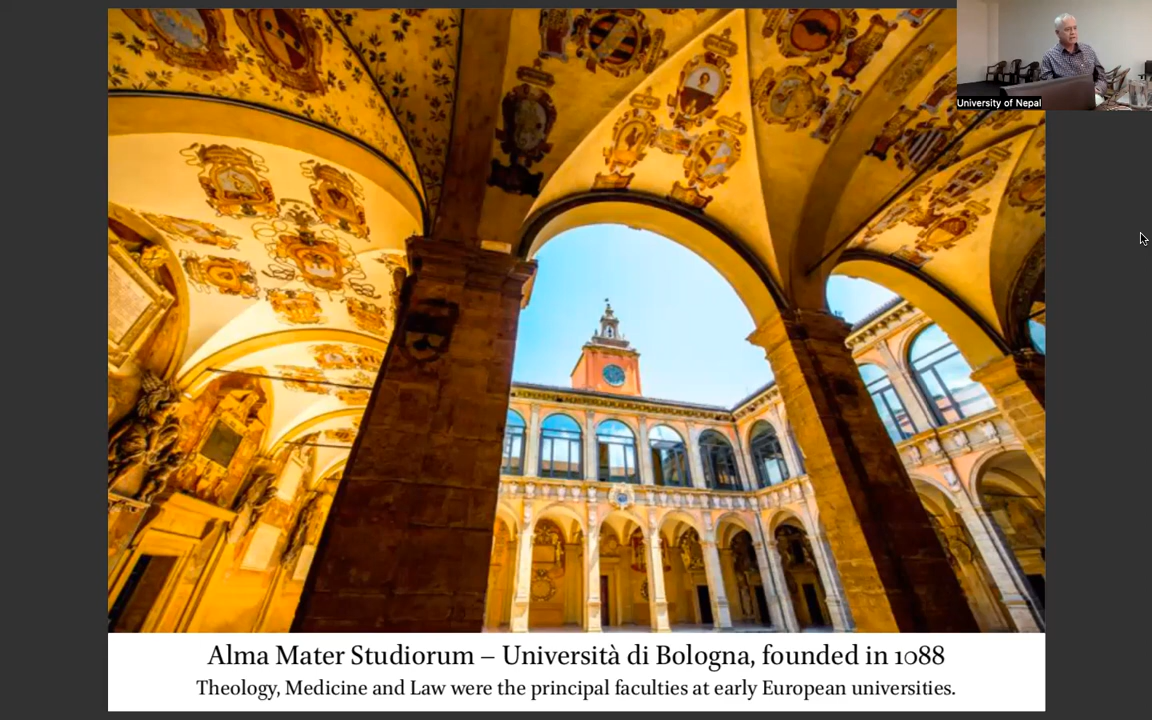 University of Nepal
Alma Mater Studiorum – Università di Bologna, founded in 1088
Theology, Medicine and Law were the principal faculties at early European universities.